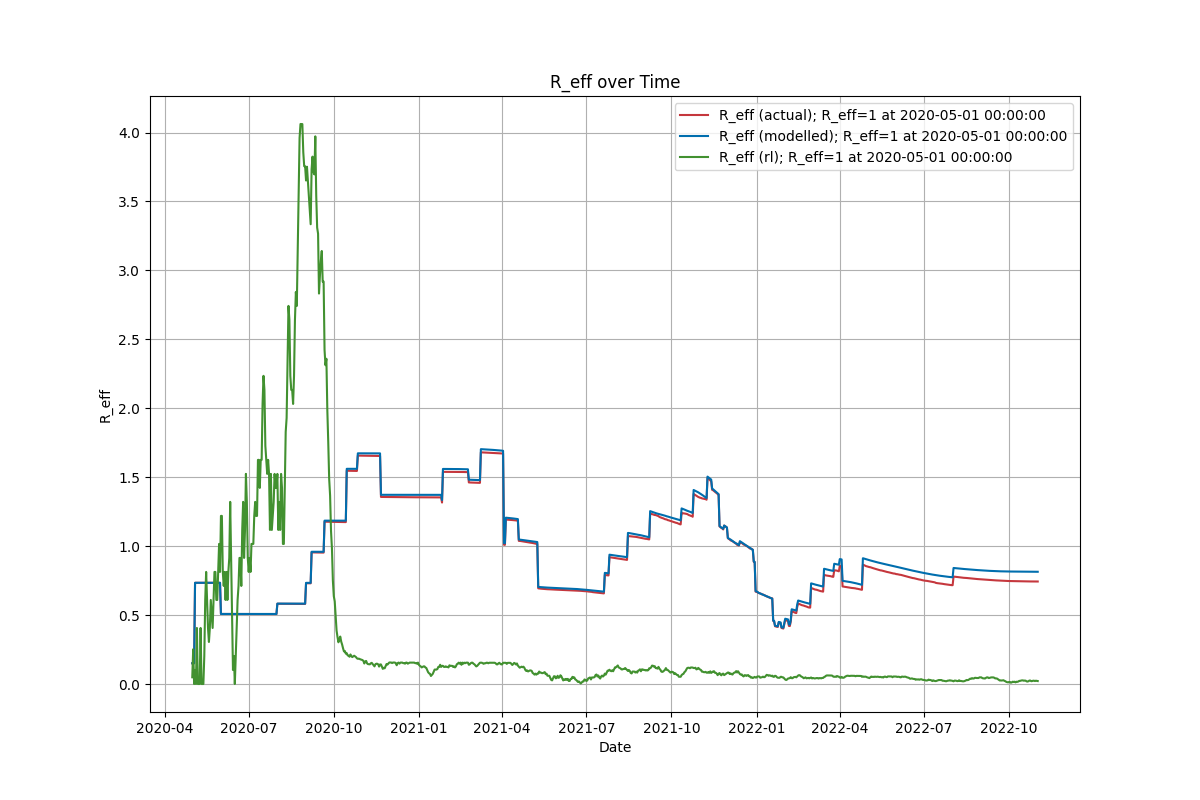 R_eff over Time
R_eff (actual); R_eff=1 at 2020-05-01 00:00:00
R_eff (modelled); R_eff=1 at 2020-05-01 00:00:00
R_eff (rl); R_eff=1 at 2020-05-01 00:00:00
R_eff
4.0
3.5
3.0
2.5
2.0
1.5
1.0
0.5
0.0
2020-04 2020-07 2020-10 2021-01 2021-04 2021-07 2021-10 2022-01 2022-04 2022-07 2022-10
Date